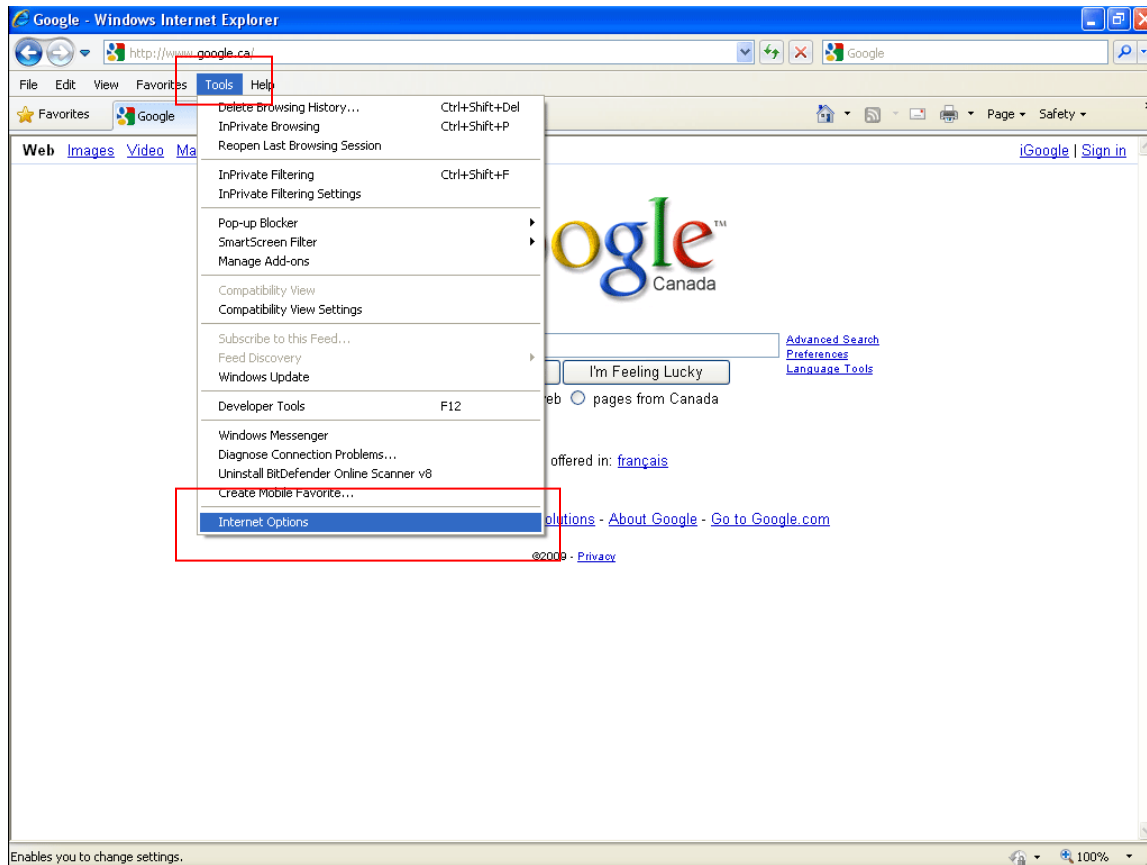 Google - Windows Internet Explorer
http://www.google.ca/
Google
File Edit View Favorites Tools Help
Favorites Google
Page Safety
Delete Browsing History... Ctrl+Shift+Del
InPrivate Browsing Ctrl+Shift+P
Reopen Last Browsing Session
InPrivate Filtering Ctrl+Shift+F
InPrivate Filtering Settings
Pop-up Blocker
SmartScreen Filter
Manage Add-ons
Compatibility View
Compatibility View Settings
Subscribe to this Feed...
Feed Discovery
Windows Update
Developer Tools F12
Windows Messenger
Diagnose Connection Problems...
Uninstall BitDefender Online Scanner v8
Create Mobile Favorite...
Internet Options
Web Images Video Ma
iGoogle | Sign in
ogle™
Canada
Advanced Search
Preferences
Language Tools
I'm Feeling Lucky
eb pages from Canada
offered in: français
olutions - About Google - Go to Google.com
©2009 - Privacy
Enables you to change settings.
100%